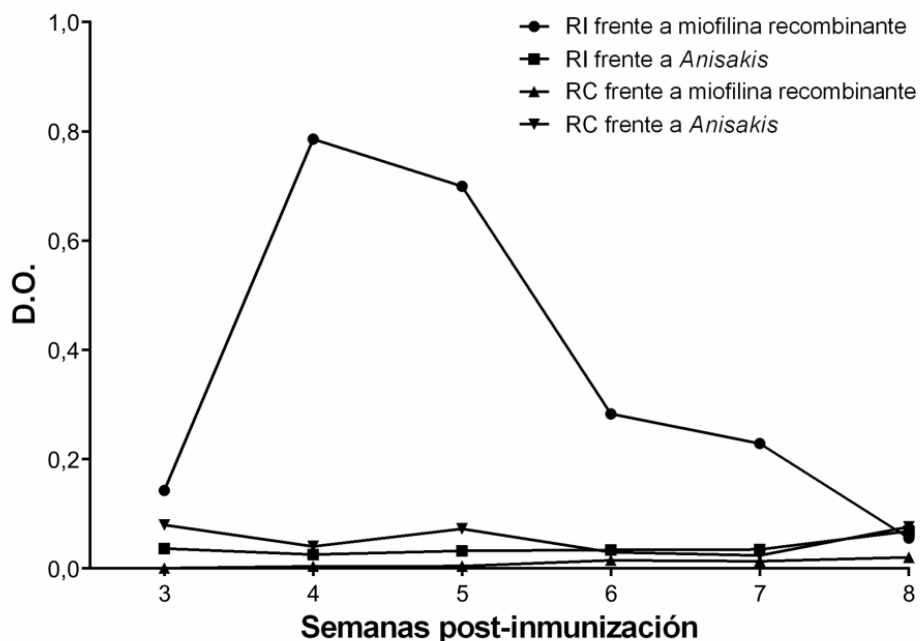 1,0
0,8
0,6
0,4
0,2
0,0
D.O.
RI frente a miofilina recombinante
RI frente a Anisakis
RC frente a miofilina recombinante
RC frente a Anisakis
3 4 5 6 7 8
Semanas post-inmunización